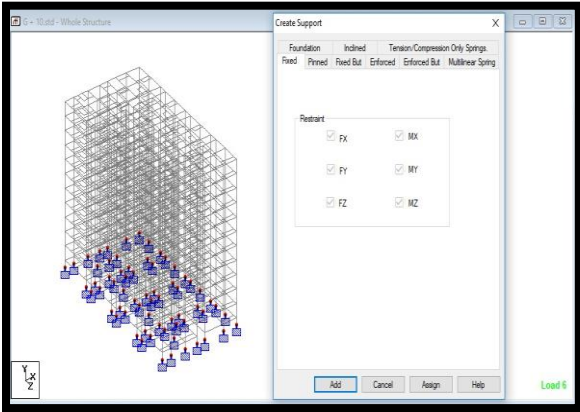 G + 10.std - Whole Structure
Create Support X
Foundation Inclined Tension/Compression Only Springs.
Fixed Pinned Fixed But Enforced Enforced But Multilinear Spring
Restraint
FX MX
FY MY
FZ MZ
Add Cancel Assign Help
Y
X
Z
Load 6